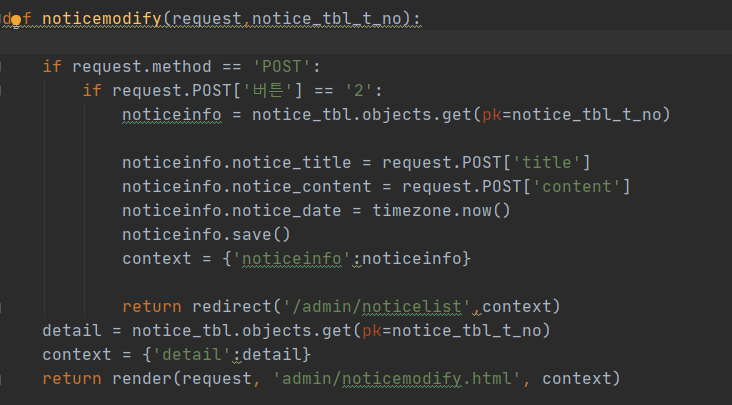 def noticemodify(request,notice_tbl_t_no):
if request.method == 'POST':
if request.POST['버튼'] == '2':
noticeinfo = notice_tbl.objects.get(pk=notice_tbl_t_no)
noticeinfo.notice_title = request.POST['title']
noticeinfo.notice_content = request.POST['content']
noticeinfo.notice_date = timezone.now()
noticeinfo.save()
context = {'noticeinfo':noticeinfo}
return redirect('/admin/noticelist',context)
detail = notice_tbl.objects.get(pk=notice_tbl_t_no)
context = {'detail':detail}
return render(request, 'admin/noticemodify.html', context)